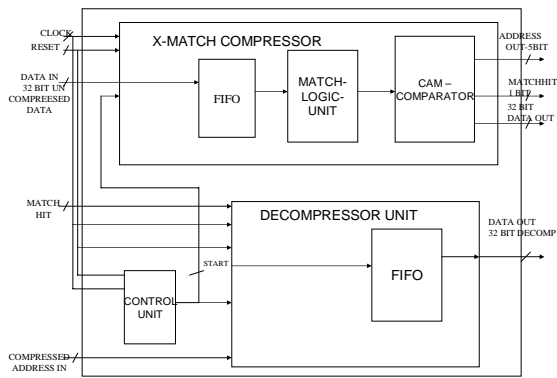 CLOCK
RESET
X-MATCH COMPRESSOR
ADDRESS
OUT-5BIT
DATA IN
32 BIT UN
COMPREESED
DATA
FIFO
MATCH-
LOGIC-
UNIT
CAM –
COMPARATOR
MATCHHIT
1 BIT
32 BIT
DATA OUT
MATCH
HIT
DECOMPRESSOR UNIT
DATA OUT
32 BIT DECOMP
START
FIFO
CONTROL
UNIT
COMPRESSED
ADDRESS IN